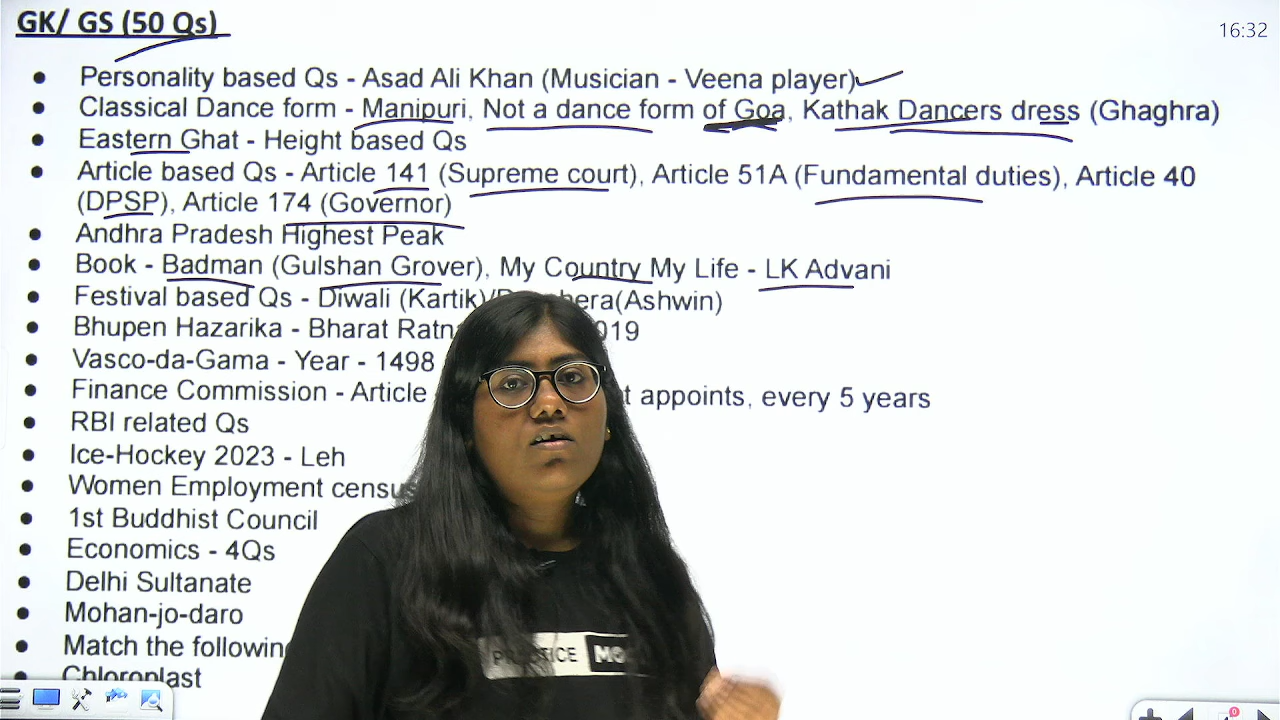 GK/ GS (50 Qs)
16:32
● Personality based Qs - Asad Ali Khan (Musician - Veena player)
● Classical Dance form - Manipuri, Not a dance form of Goa, Kathak Dancers dress (Ghaghra)
● Eastern Ghat - Height based Qs
● Article based Qs - Article 141 (Supreme court), Article 51A (Fundamental duties), Article 40
(DPSP), Article 174 (Governor)
● Andhra Pradesh Highest Peak
● Book - Badman (Gulshan Grover), My Country My Life - LK Advani
● Festival based Qs - Diwali (Kartik)/ (Ashwin)
● Bhupen Hazarika - Bharat Ratn 019
● Vasco-da-Gama - Year - 1498
● Finance Commission - Article t appoints, every 5 years
● RBI related Qs
● Ice-Hockey 2023 - Leh
● Women Employment censu
● 1st Buddhist Council
● Economics - 4Qs
● Delhi Sultanate
● Mohan-jo-daro
● Match the following
● Chloroplast
0